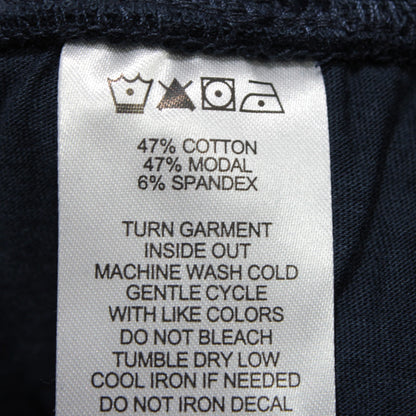 47% COTTON
47% MODAL
6% SPANDEX
TURN GARMENT
INSIDE OUT
MACHINE WASH COLD
GENTLE CYCLE
WITH LIKE COLORS
DO NOT BLEACH
TUMBLE DRY LOW
COOL IRON IF NEEDED
DO NOT IRON DECAL